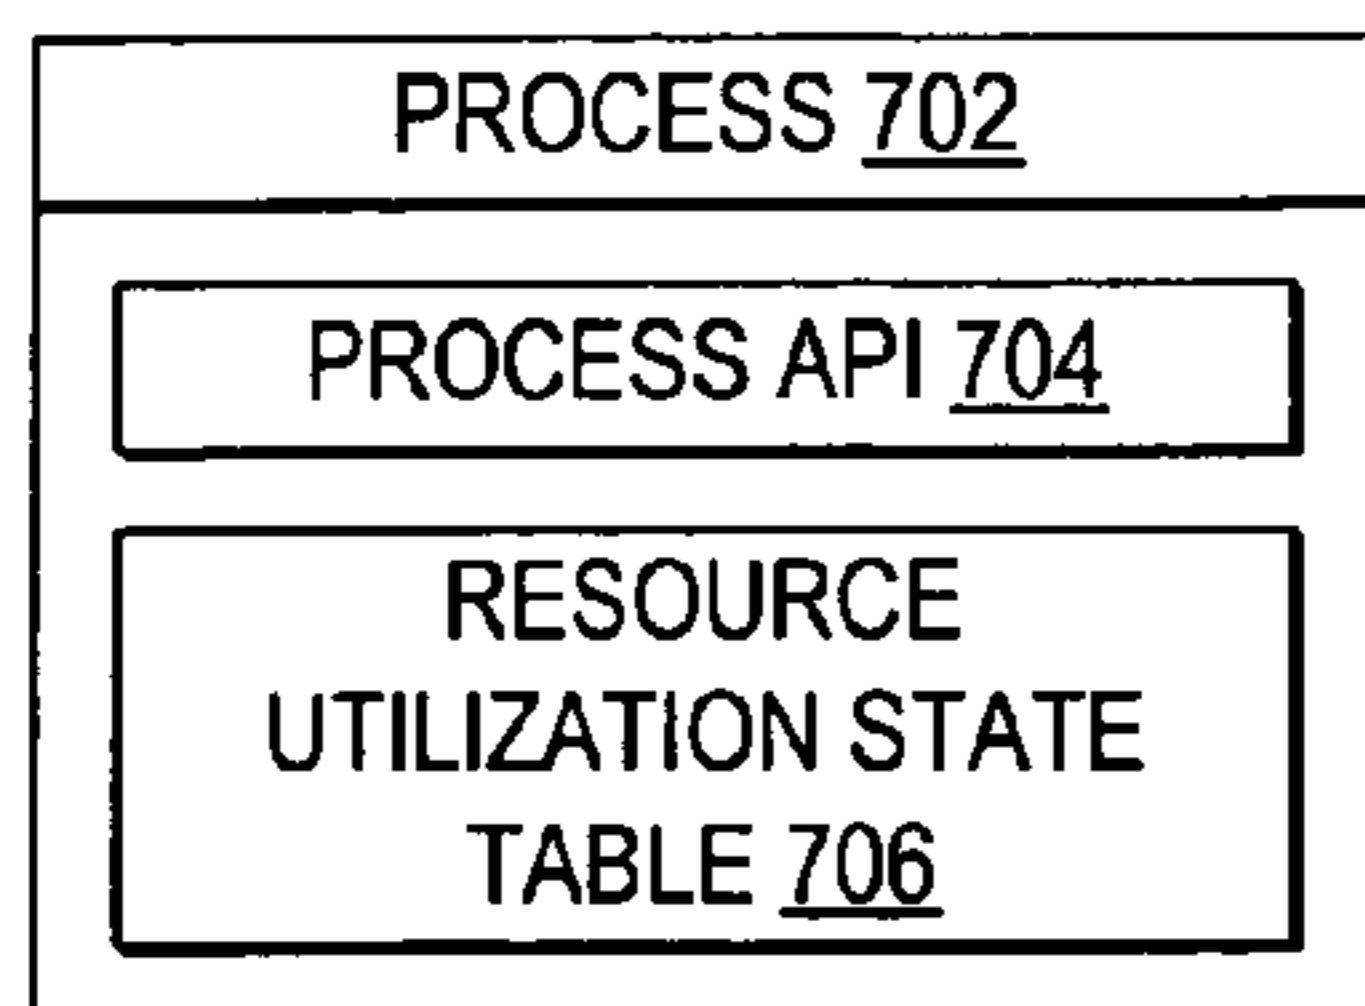 PROCESS 702
PROCESS API 704
RESOURCE
UTILIZATION STATE
TABLE 706